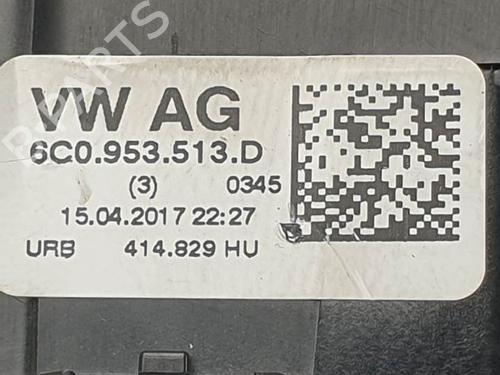 VW AG
6C0.953.513.D
(3) 0345
15.04.2017 22:27
URB 414.829 HU